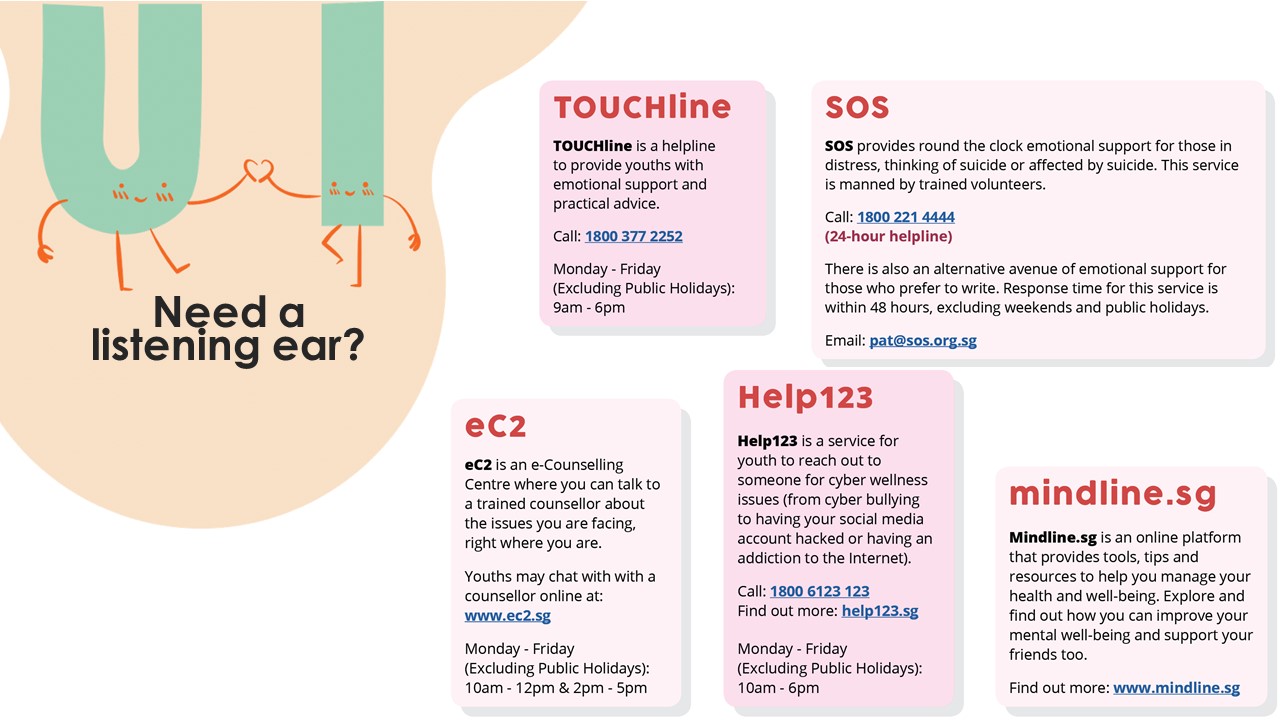 U I
Need a
listening ear?
TOUCHline
TOUCHline is a helpline
to provide youths with
emotional support and
practical advice.
Call: 1800 377 2252
Monday - Friday
(Excluding Public Holidays):
9am - 6pm
SOS
SOS provides round the clock emotional support for those in
distress, thinking of suicide or affected by suicide. This service
is manned by trained volunteers.
Call: 1800 221 4444
(24-hour helpline)
There is also an alternative avenue of emotional support for
those who prefer to write. Response time for this service is
within 48 hours, excluding weekends and public holidays.
Email: pat@sos.org.sg
eC2
eC2 is an e-Counselling
Centre where you can talk to
a trained counsellor about
the issues you are facing,
right where you are.
Youths may chat with with a
counsellor online at:
www.ec2.sg
Monday - Friday
(Excluding Public Holidays):
10am - 12pm & 2pm - 5pm
Help123
Help123 is a service for
youth to reach out to
someone for cyber wellness
issues (from cyber bullying
to having your social media
account hacked or having an
addiction to the Internet).
Call: 1800 6123 123
Find out more: help123.sg
Monday - Friday
(Excluding Public Holidays):
10am - 6pm
mindline.sg
Mindline.sg is an online platform
that provides tools, tips and
resources to help you manage your
health and well-being. Explore and
find out how you can improve your
mental well-being and support your
friends too.
Find out more: www.mindline.sg